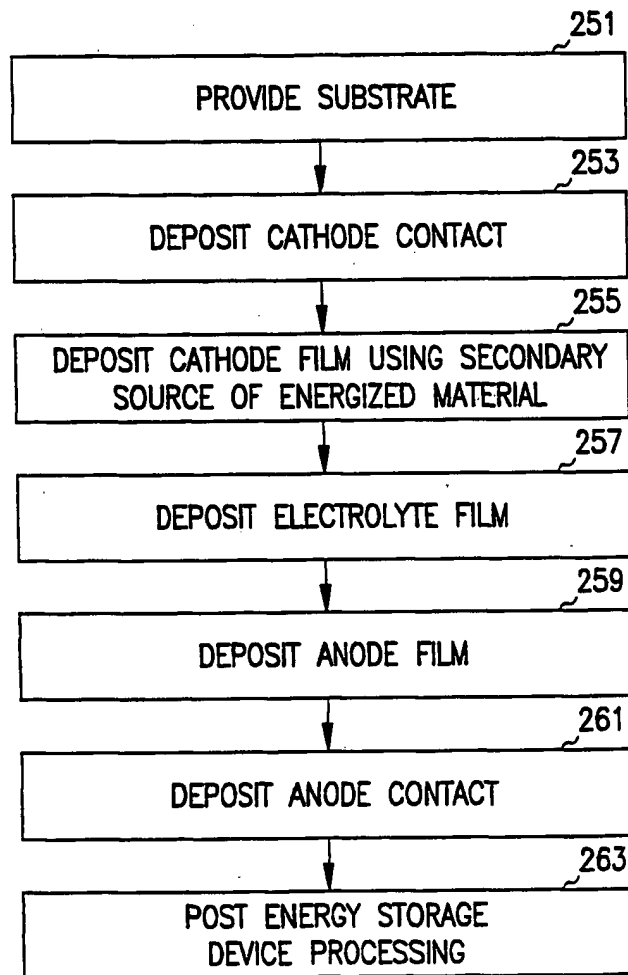 251
PROVIDE SUBSTRATE
253
DEPOSIT CATHODE CONTACT
255
DEPOSIT CATHODE FILM USING SECONDARY
SOURCE OF ENERGIZED MATERIAL
257
DEPOSIT ELECTROLYTE FILM
259
DEPOSIT ANODE FILM
261
DEPOSIT ANODE CONTACT
263
POST ENERGY STORAGE
DEVICE PROCESSING